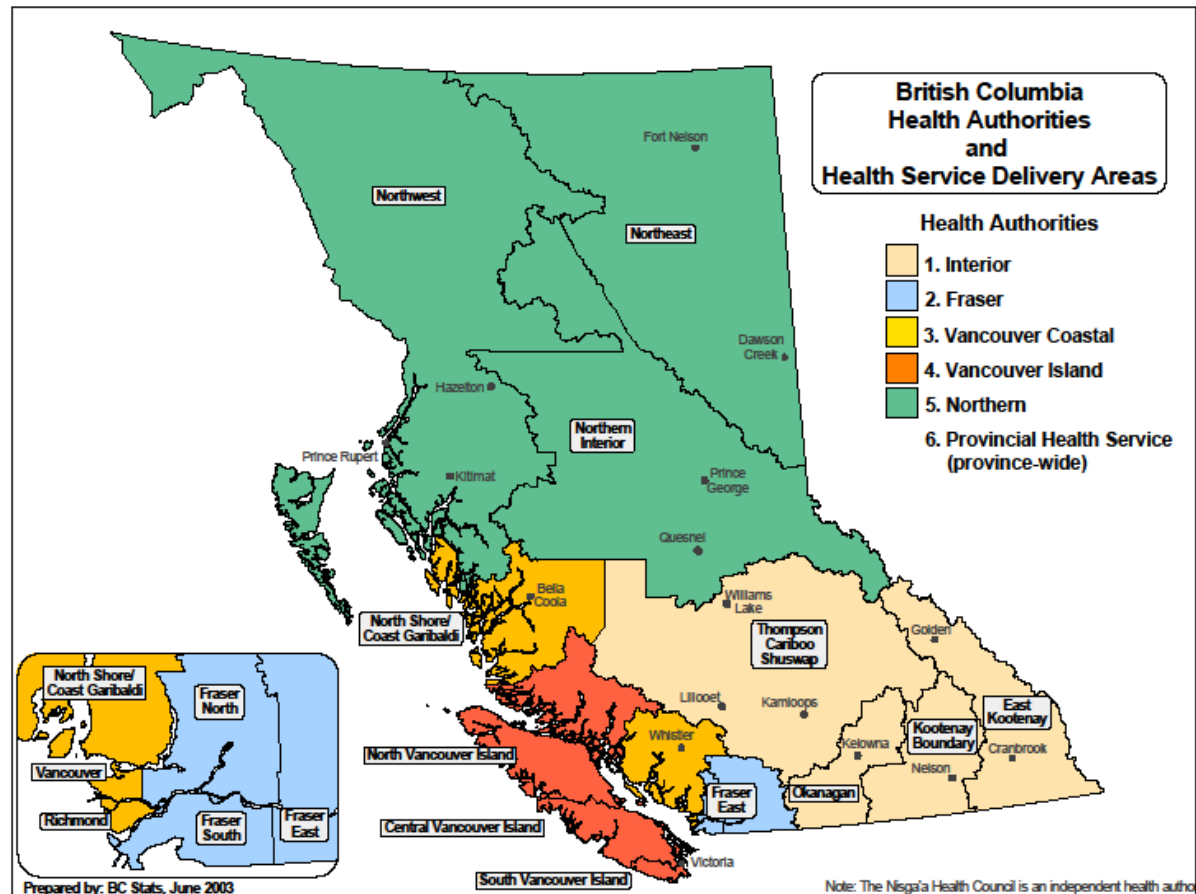 British Columbia
Health Authorities
and
Health Service Delivery Areas
Health Authorities
1. Interior
2. Fraser
3. Vancouver Coastal
4. Vancouver Island
5. Northern
6. Provincial Health Service
(province-wide)
Fort Nelson
Northwest
Northeast
Dawson
Creek
Hazelton
Northern
Interior
Prince Rupert
Kitimat
Prince
George
Quesnel
Bella
Coola
Williams
Lake
North Shore/
Coast Garibaldi
Thompson
Cariboo
Shuswap
Golden
Lillooet
Kamloops
East
Kootenay
Whistler
Kelowna
Kootenay
Boundary
Cranbrook
Nelson
North Vancouver Island
Fraser
East
Okanagan
Central Vancouver Island
Victoria
South Vancouver Island
North Shore/
Coast Garibaldi
Fraser
North
Vancouver
Richmond
Fraser
South
Fraser
East
Prepared by: BC Stats, June 2003
Note: The Nisga'a Health Council is an independent health autho